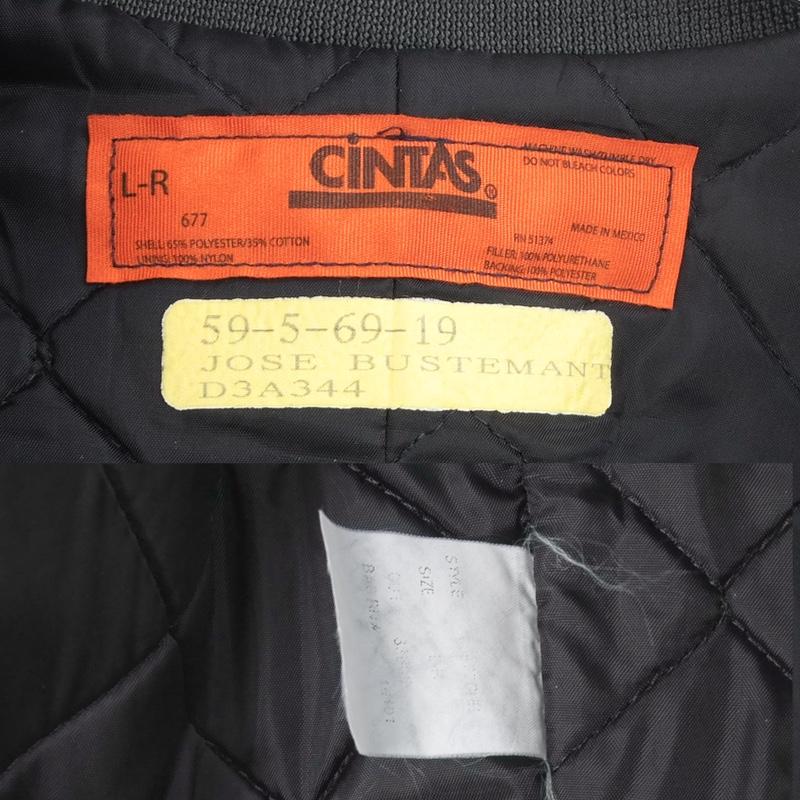 L-R
677
SHELL: 65% POLYESTER/35% COTTON
LINING: 100% NYLON
CINTAS®
MACHINE WASH/TUMBLE DRY
DO NOT BLEACH COLORS
MADE IN MEXICO
RN 51374
FILLER: 100% POLYURETHANE
BACKING: 100% POLYESTER
59-5-69-19
JOSE BUSTEMANT
D3A344
STYLE
SIZE
CUT